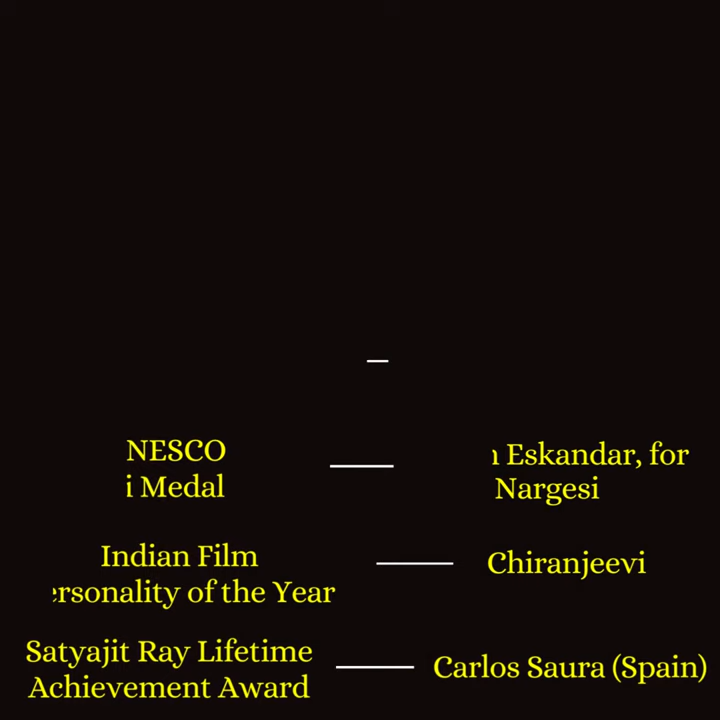 NESCO
i Medal
Eskandar, for
Nargesi
Indian Film
ersonality of the Year
Chiranjeevi
Satyajit Ray Lifetime
Achievement Award
Carlos Saura (Spain)